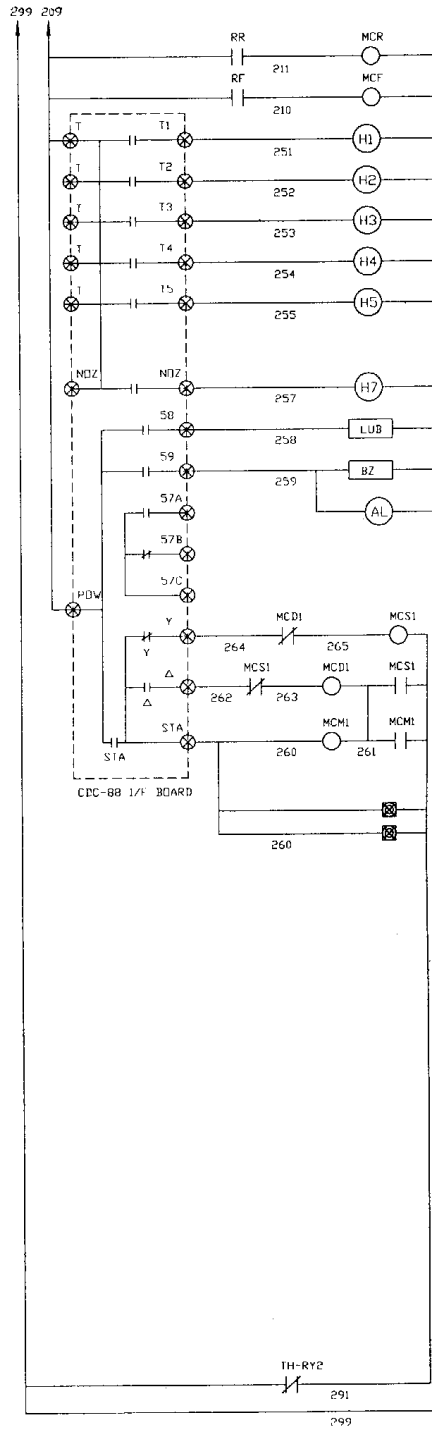 299 209
RR MCR
211
RF MCF
210
T T1
251 H1
T T2
252 H2
T T3
253 H3
T T4
254 H4
T T5
255 H5
NOZ NOZ
257 H7
58
258 LUB
59
259 BZ
57A AL
57B
57C
POW
Y
Y 264 MCD1 265 MCS1
Δ 262 MCS1 263 MCD1 MCS1
Δ
STA MCM1 MCM1
STA 260 261
CDC-88 I/F BOARD
260
TH-RY2
291
299